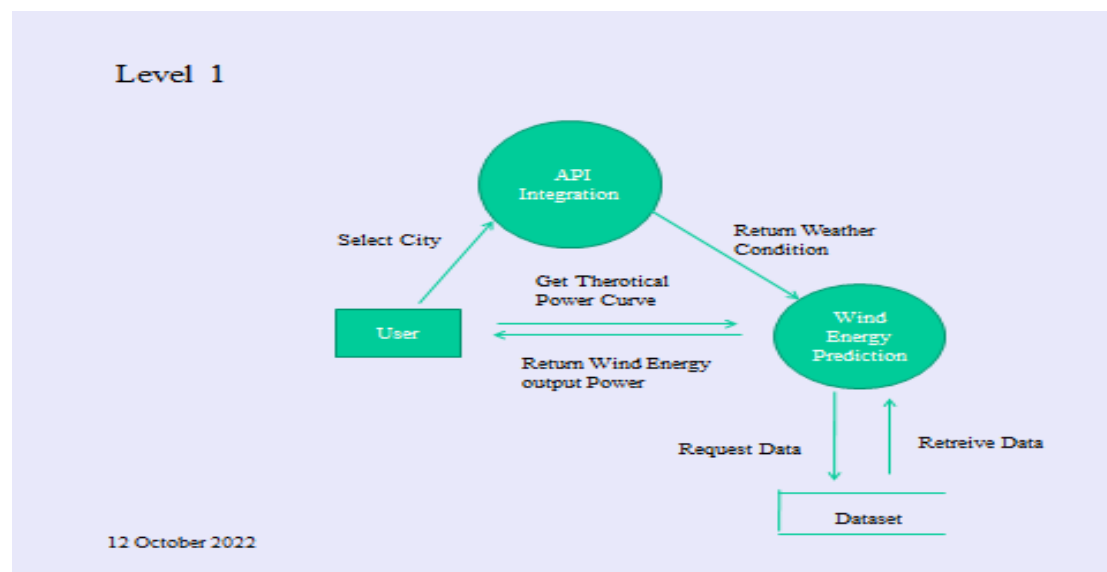 Level 1
API
Integration
Select City
Return Weather
Condition
Get Therotical
Power Curve
User
Wind
Energy
Prediction
Return Wind Energy
output Power
Request Data
Retreive Data
Dataset
12 October 2022